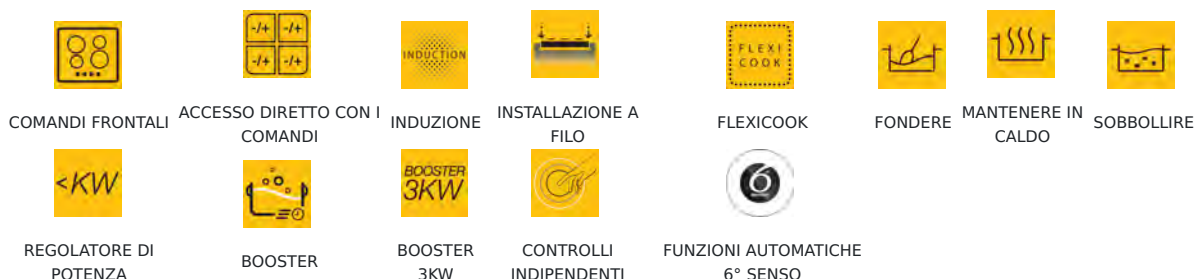 -/+ -/+
-/+ -/+
INDUCTION
FLEXI
COOK
COMANDI FRONTALI
ACCESSO DIRETTO CON I
COMANDI
INDUZIONE
INSTALLAZIONE A
FILO
FLEXICOOK
FONDERE
MANTENERE IN
CALDO
SOBBOLLIRE
<KW
BOOSTER
3KW
6
REGOLATORE DI
POTENZA
BOOSTER
BOOSTER
3KW
CONTROLLI
INDIPENDENTI
FUNZIONI AUTOMATICHE
6° SENSO